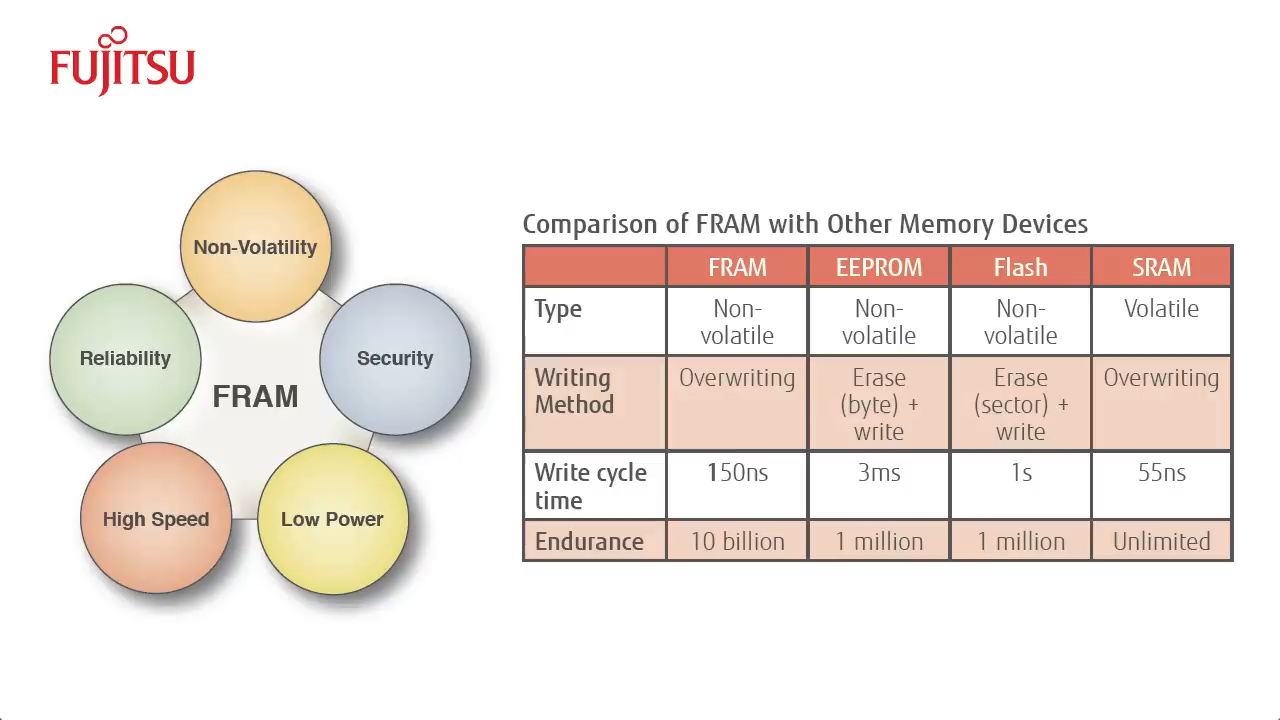 FUJITSU
Non-Volatility
Reliability
Security
FRAM
High Speed
Low Power
Comparison of FRAM with Other Memory Devices
FRAM EEPROM Flash SRAM
Type Non- Non- Non- Volatile
volatile volatile volatile
Writing Overwriting Erase Erase Overwriting
Method (byte) + (sector) +
write write
Write cycle 150ns 3ms 1s 55ns
time
Endurance 10 billion 1 million 1 million Unlimited